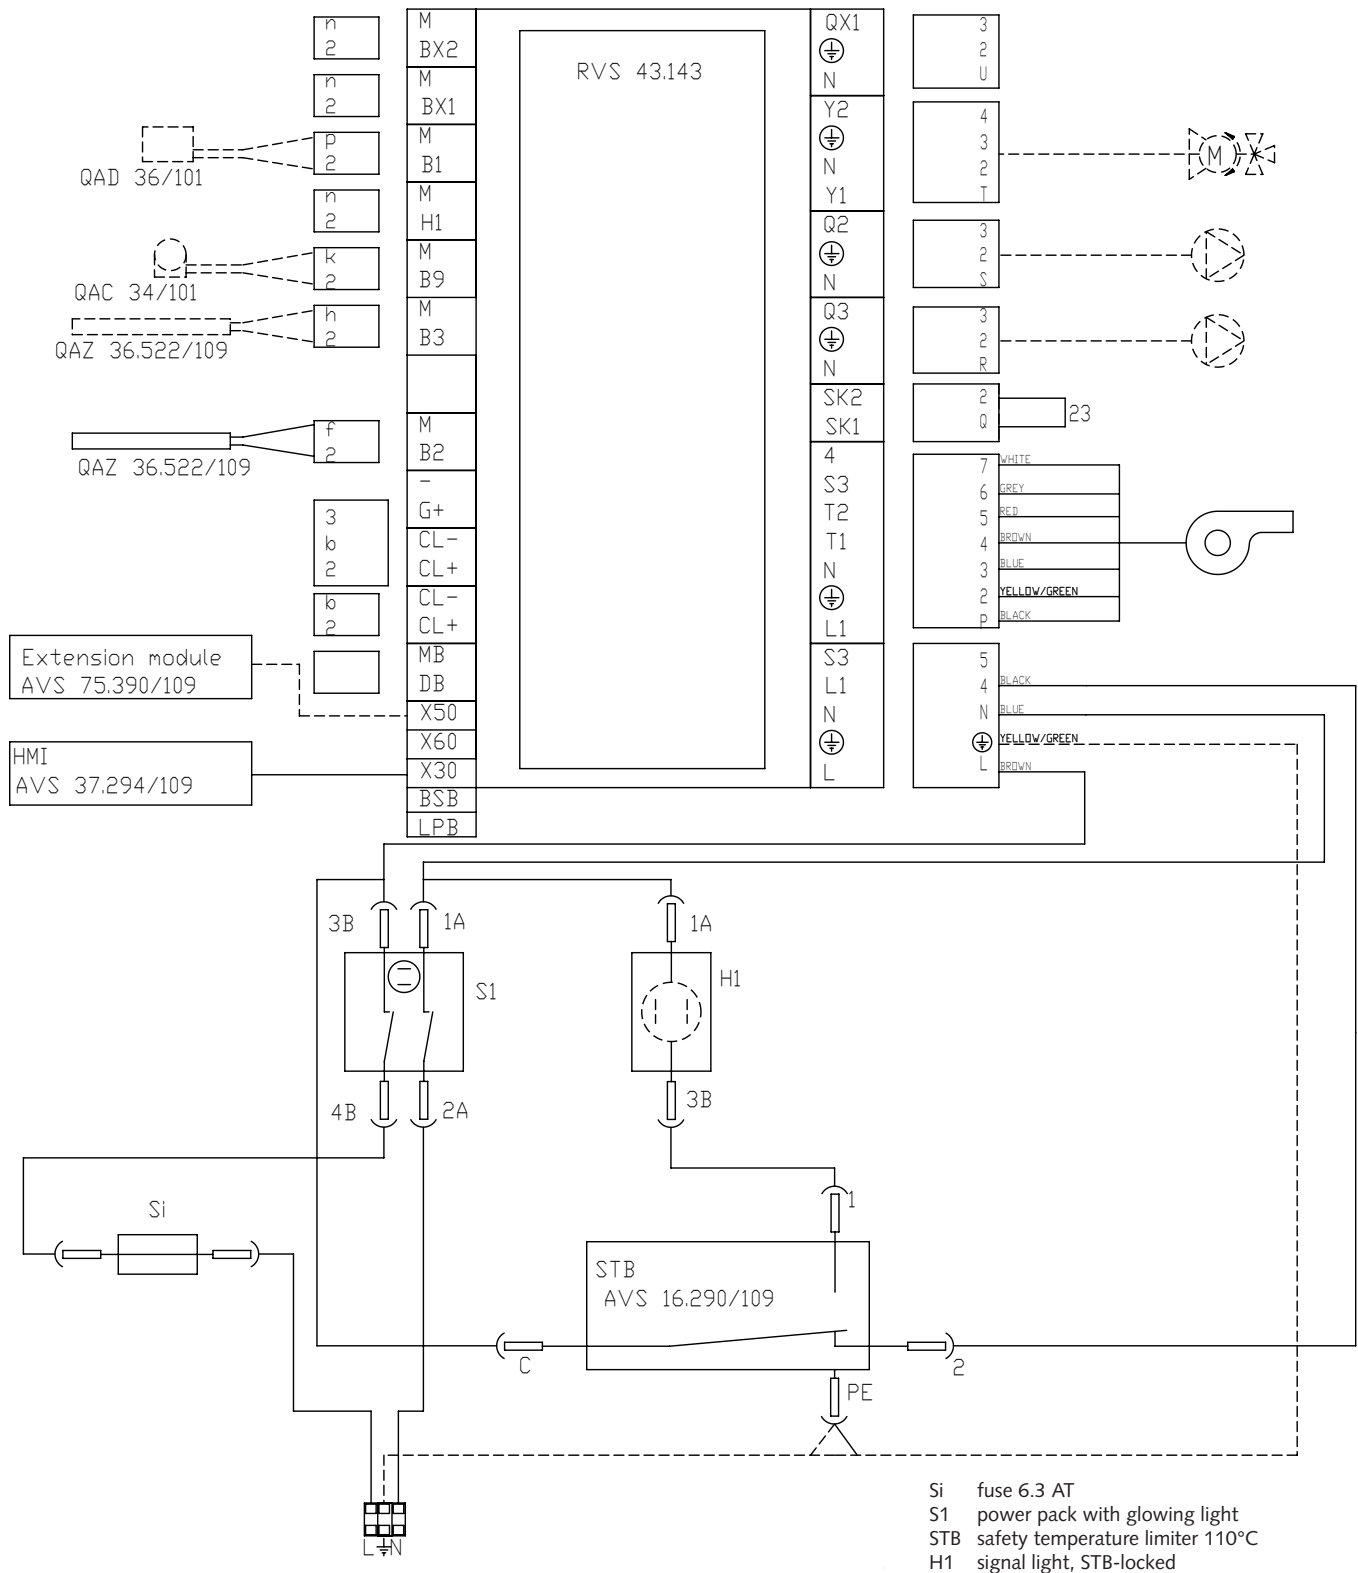 n
2
n
2
p
2
QAD 36/101
n
2
k
2
QAC 34/101
h
2
QAZ 36.522/109
f
2
QAZ 36.522/109
3
b
2
b
2
Extension module
AVS 75.390/109
HMI
AVS 37.294/109
M
BX2
M
BX1
M
B1
M
H1
M
B9
M
B3
M
B2
-
G+
CL-
CL+
CL-
CL+
MB
DB
X50
X60
X30
BSB
LPB
RVS 43.143
QX1
N
Y2
N
Y1
Q2
N
Q3
N
SK2
SK1
4
S3
T2
T1
N
L1
S3
L1
N
L
3
2
U
4
3
2
T
M
3
2
S
3
2
R
2
Q
23
7 WHITE
6 GREY
5 RED
4 BROWN
3 BLUE
2 YELLOW/GREEN
P BLACK
5
4 BLACK
N BLUE
YELLOW/GREEN
L BROWN
3B
1A
S1
4B
2A
1A
H1
3B
Si
1
STB
AVS 16.290/109
C
2
PE
L N
Si fuse 6.3 AT
S1 power pack with glowing light
STB safety temperature limiter 110°C
H1 signal light, STB-locked